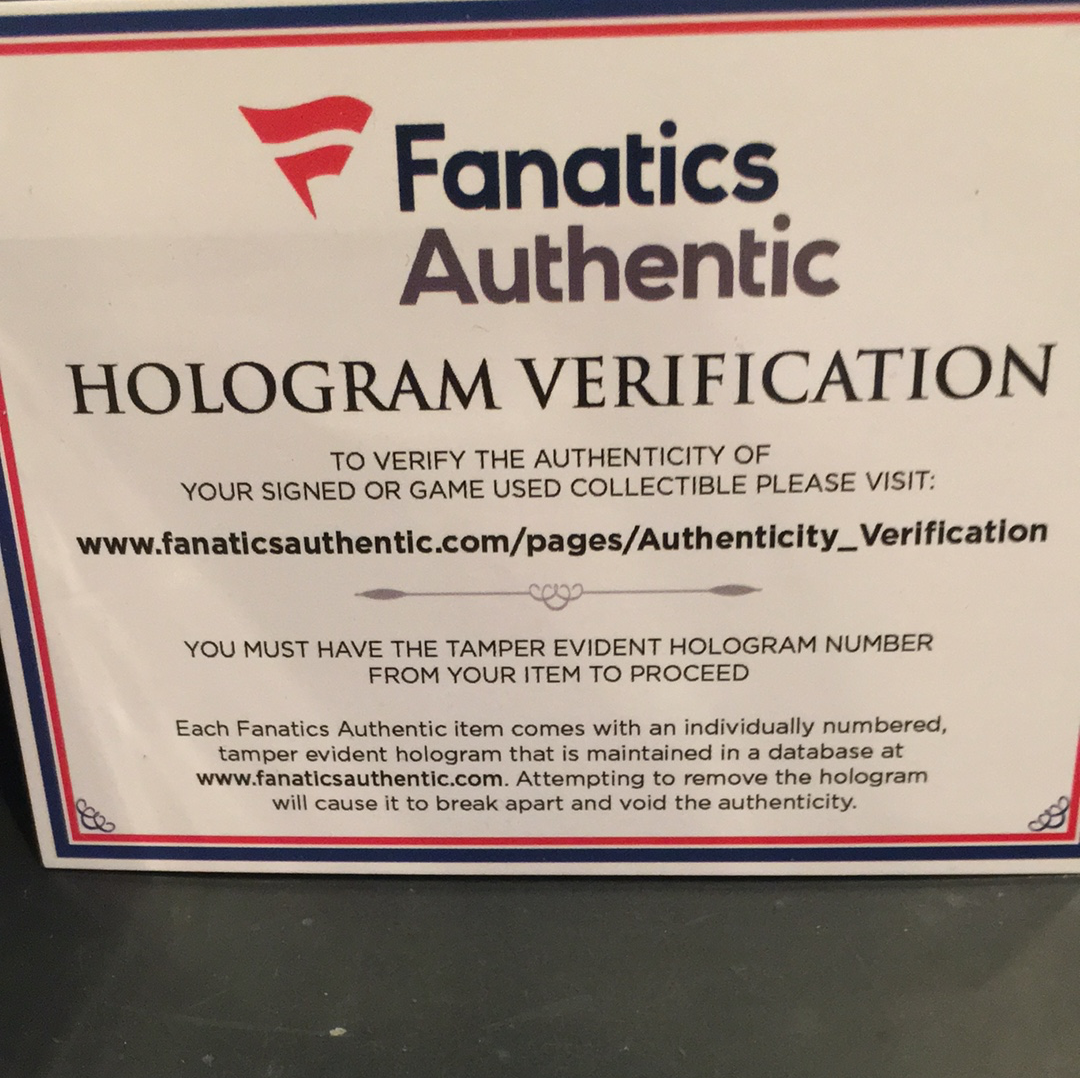 Fanatics
Authentic
HOLOGRAM VERIFICATION
TO VERIFY THE AUTHENTICITY OF
YOUR SIGNED OR GAME USED COLLECTIBLE PLEASE VISIT:
www.fanaticsauthentic.com/pages/Authenticity_Verification
YOU MUST HAVE THE TAMPER EVIDENT HOLOGRAM NUMBER
FROM YOUR ITEM TO PROCEED
Each Fanatics Authentic item comes with an individually numbered,
tamper evident hologram that is maintained in a database at
www.fanaticsauthentic.com. Attempting to remove the hologram
will cause it to break apart and void the authenticity.